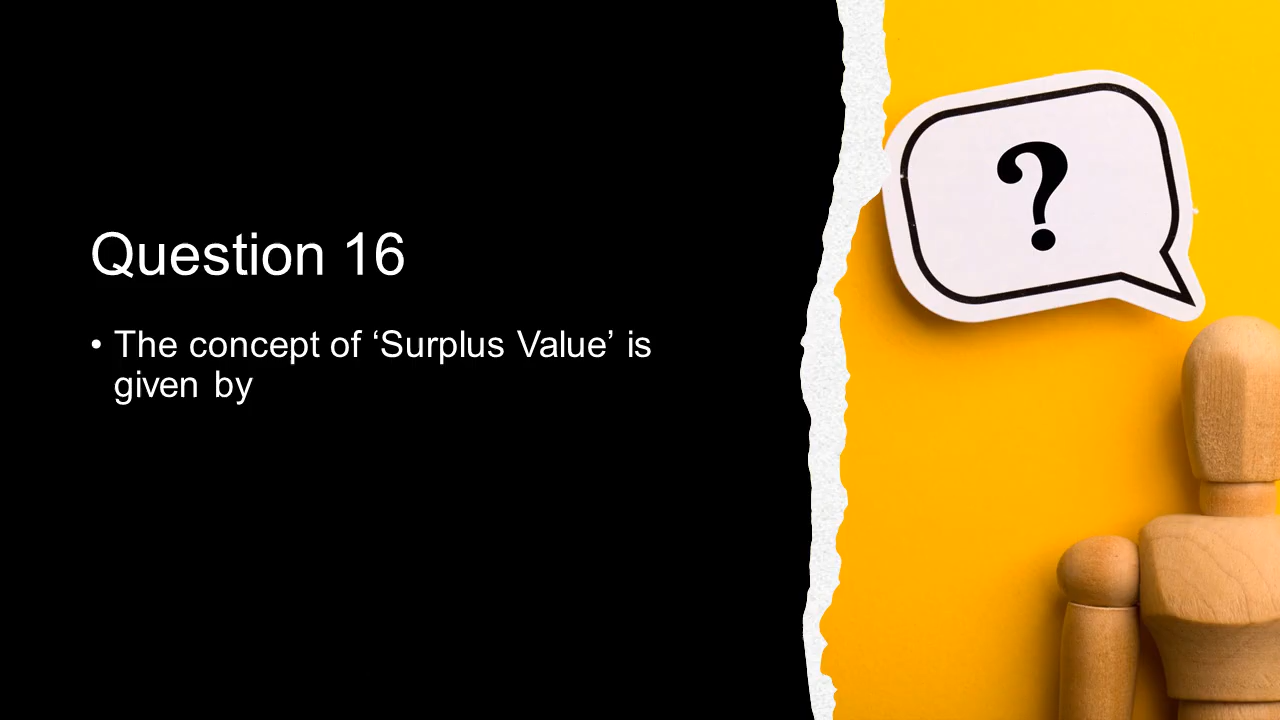 Question 16
• The concept of ‘Surplus Value’ is
given by
?